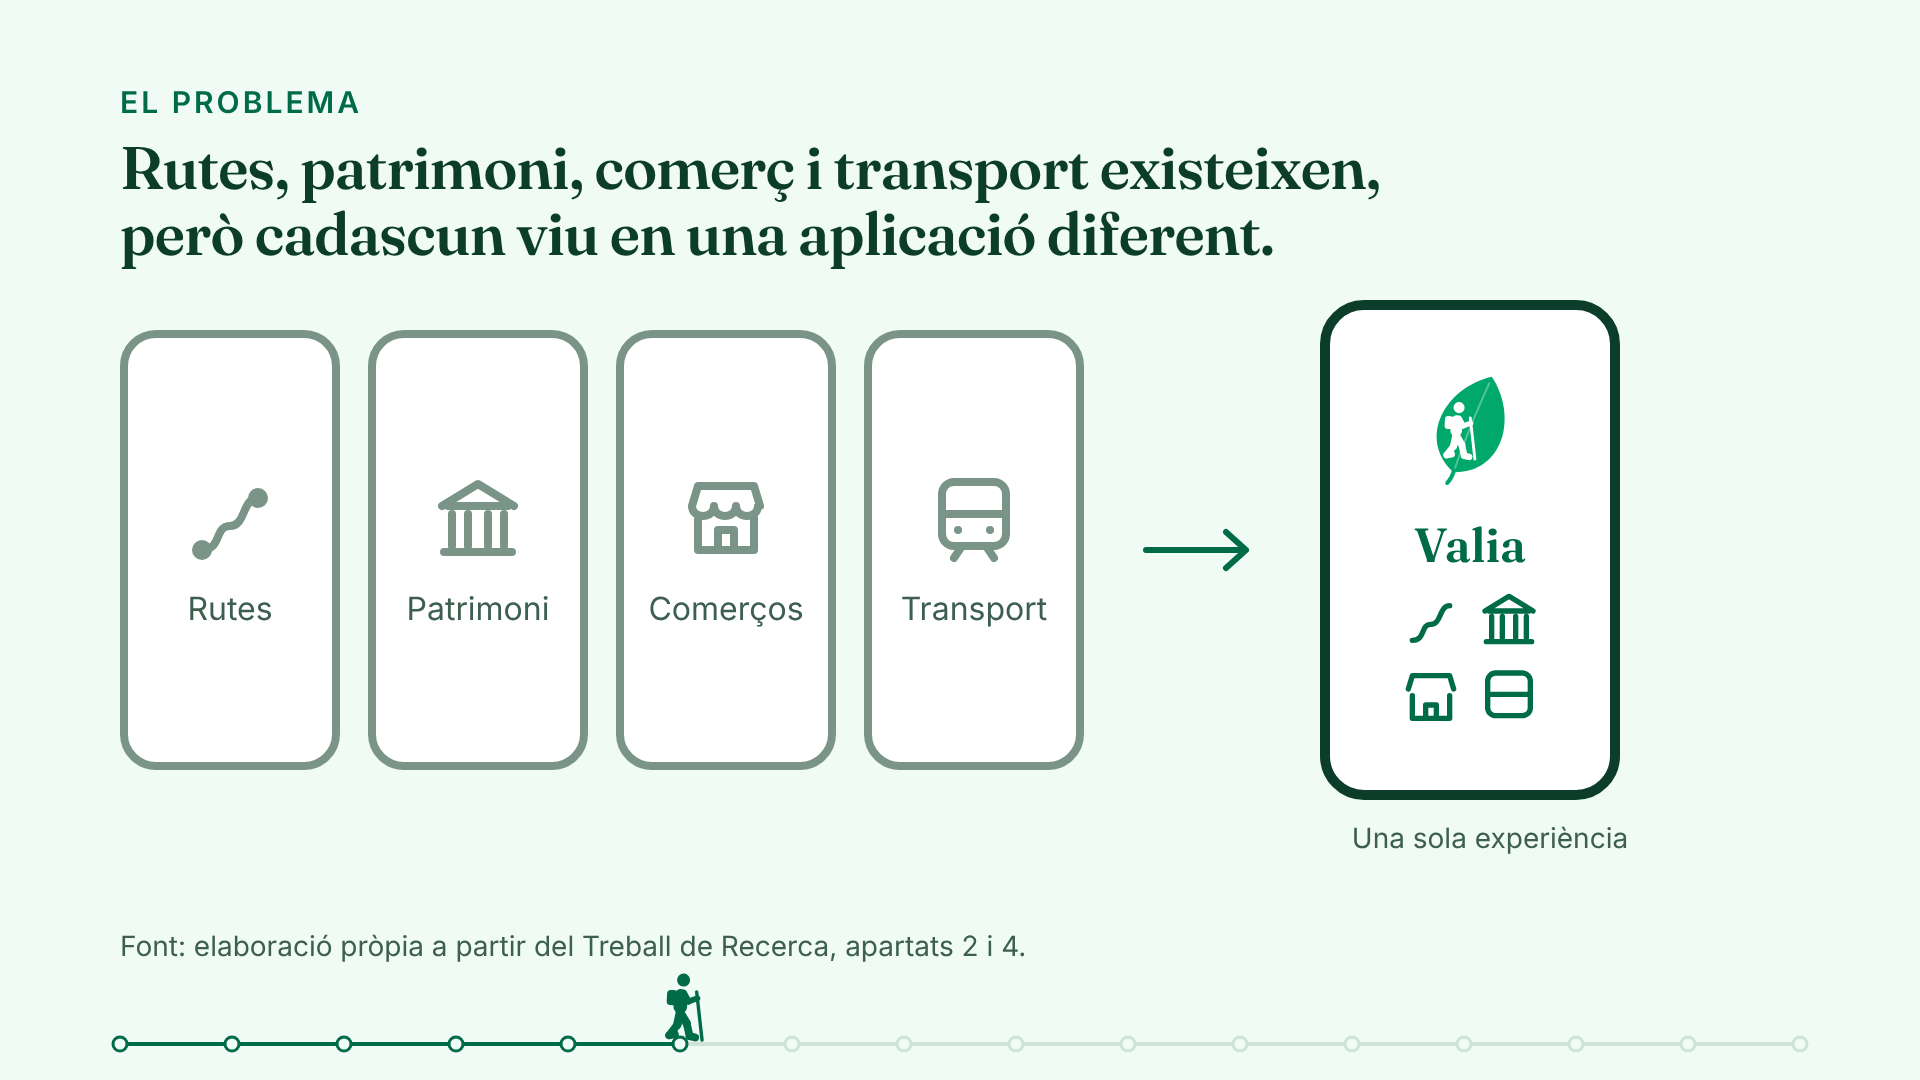 EL PROBLEMA
Rutes, patrimoni, comerç i transport existeixen,
però cadascun viu en una aplicació diferent.
Rutes
Patrimoni
Comerços
Transport
Valia
Una sola experiència
Font: elaboració pròpia a partir del Treball de Recerca, apartats 2 i 4.